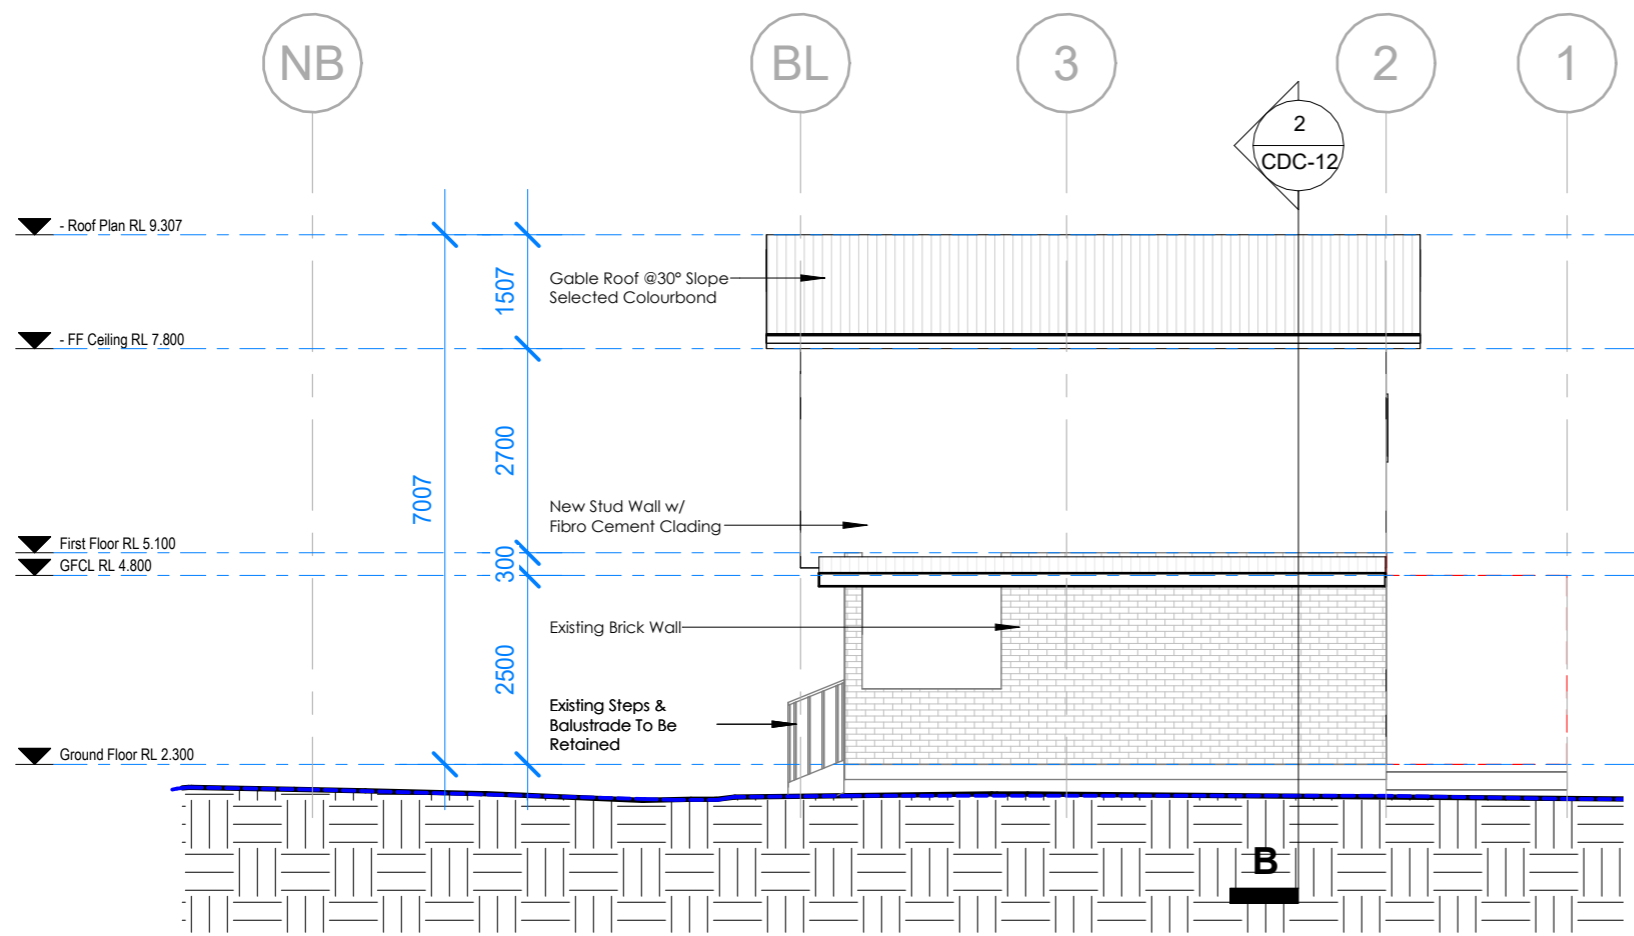 NB
BL
3
2
1
2
CDC-12
- Roof Plan RL 9.307
1507
Gable Roof @30° Slope
Selected Colourbond
- FF Ceiling RL 7.800
2700
7007
New Stud Wall w/
Fibro Cement Clading
First Floor RL 5.100
GFCL RL 4.800
300
Existing Brick Wall
2500
Existing Steps &
Balustrade To Be
Retained
Ground Floor RL 2.300
B